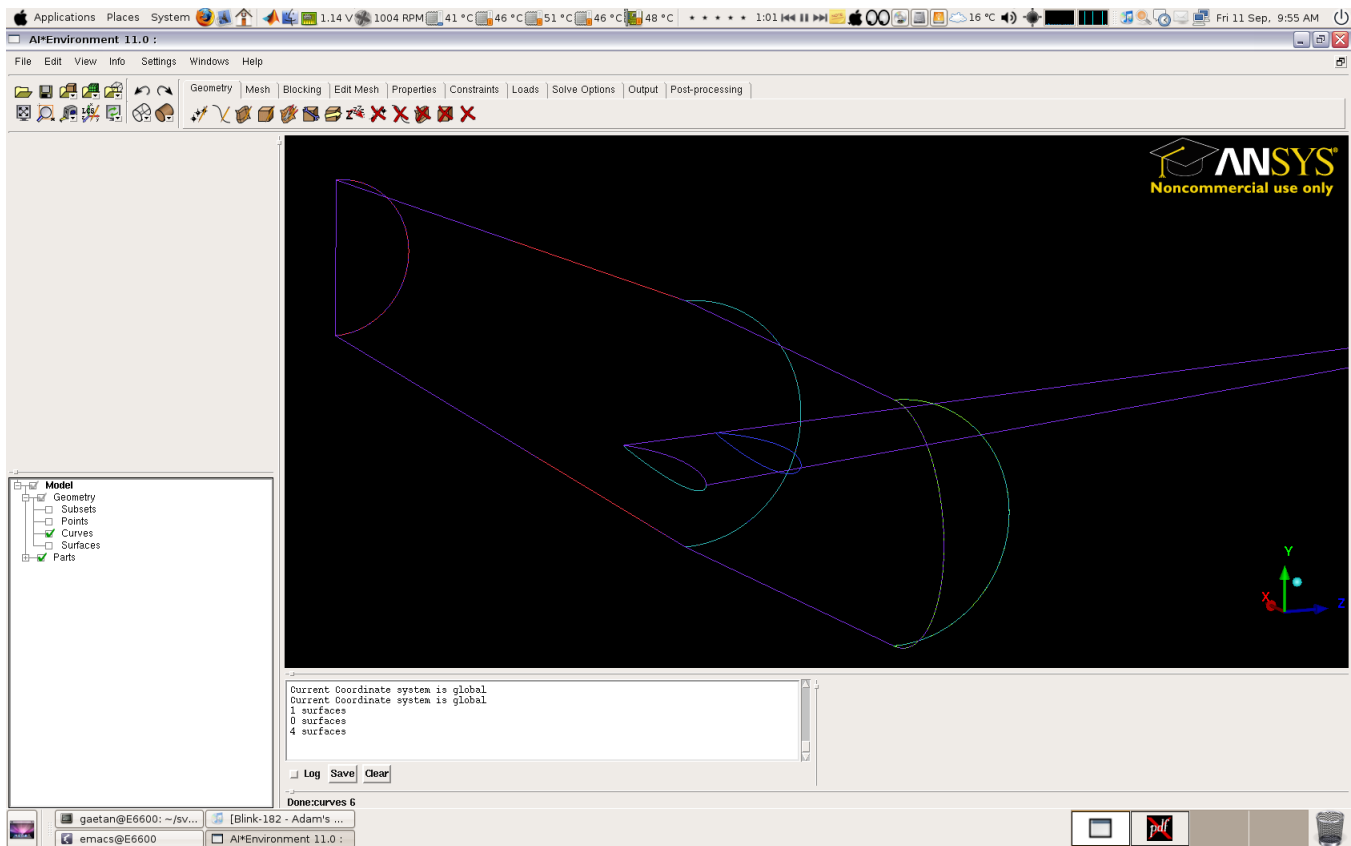 Applications Places System 1.14 V 1004 RPM 41 °C 46 °C 51 °C 46 °C 48 °C 1:01 16 °C Fri 11 Sep, 9:55 AM
AI*Environment 11.0 :
File Edit View Info Settings Windows Help
Geometry Mesh Blocking Edit Mesh Properties Constraints Loads Solve Options Output Post-processing
ANSYS®
Noncommercial use only
Model
Geometry
Subsets
Points
Curves
Surfaces
Parts
Y
X
Z
Current Coordinate system is global
Current Coordinate system is global
1 surfaces
0 surfaces
4 surfaces
Log Save Clear
Done:curves 6
gaetan@E6600: ~/sv... [Blink-182 - Adam's ...
emacs@E6600 AI*Environment 11.0 :
pdf